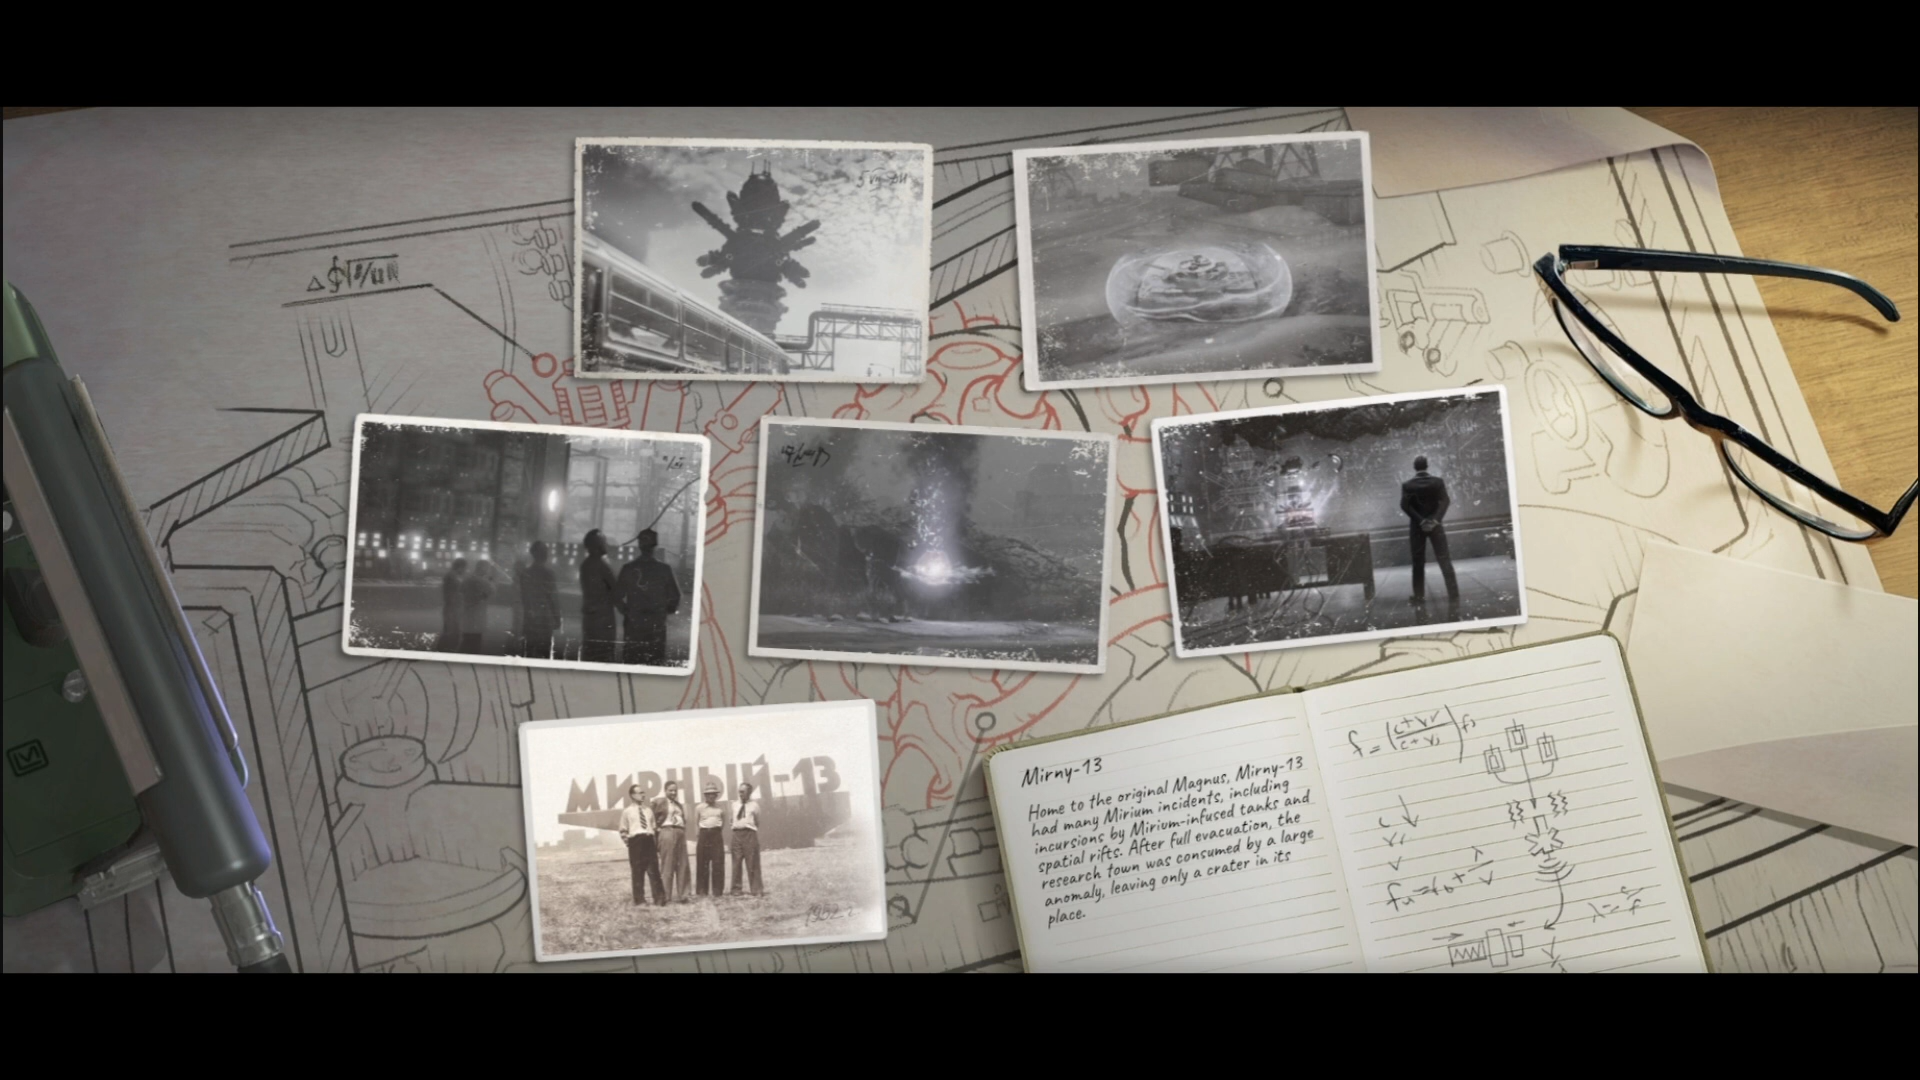 МИРНЫЙ-13
1962 г.
Mirny-13
Home to the original Magnus, Mirny-13
had many Mirium incidents, including
incursions by Mirium-infused tanks and
spatial rifts. After full evacuation, the
research town was consumed by a large
anomaly, leaving only a crater in its
place.